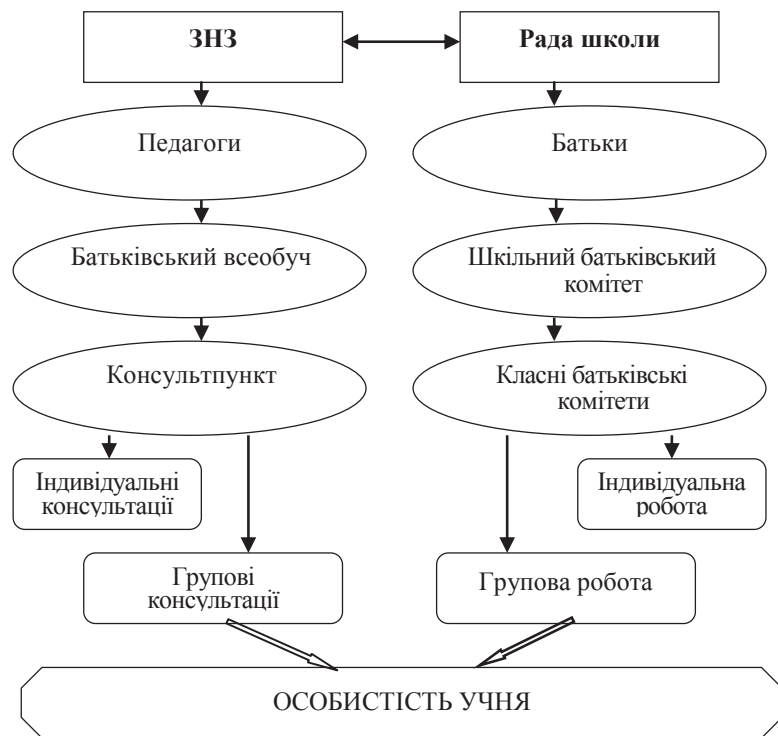 ЗНЗ
Рада школи
Педагоги
Батьки
Батьківський всеобуч
Шкільний батьківський
комітет
Консультпункт
Класні батьківські
комітети
Індивідуальні
консультації
Індивідуальна
робота
Групові
консультації
Групова робота
ОСОБИСТІСТЬ УЧНЯ